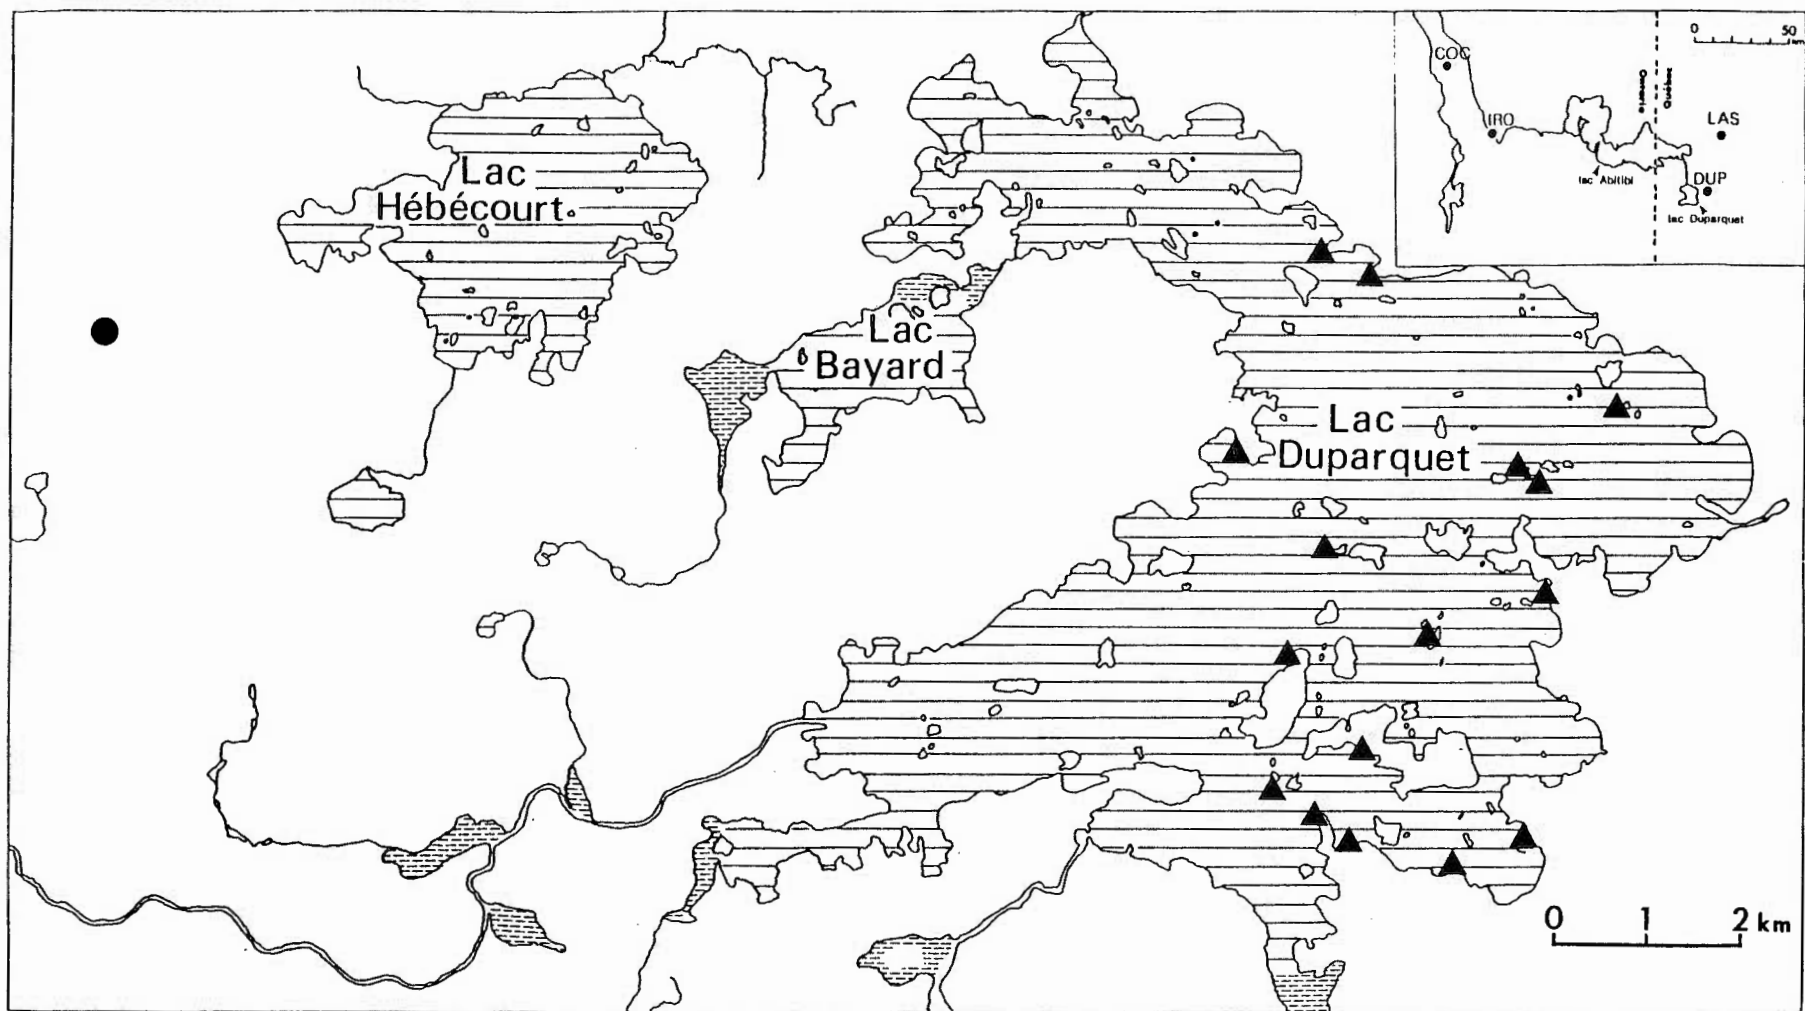 Lac
Hébécourt
Lac
Bayard
Lac
Duparquet
0 1 2 km
0 50
km
COC
IRO
Ontario
Québec
LAS
DUP
lac Abitibi
lac Duparquet